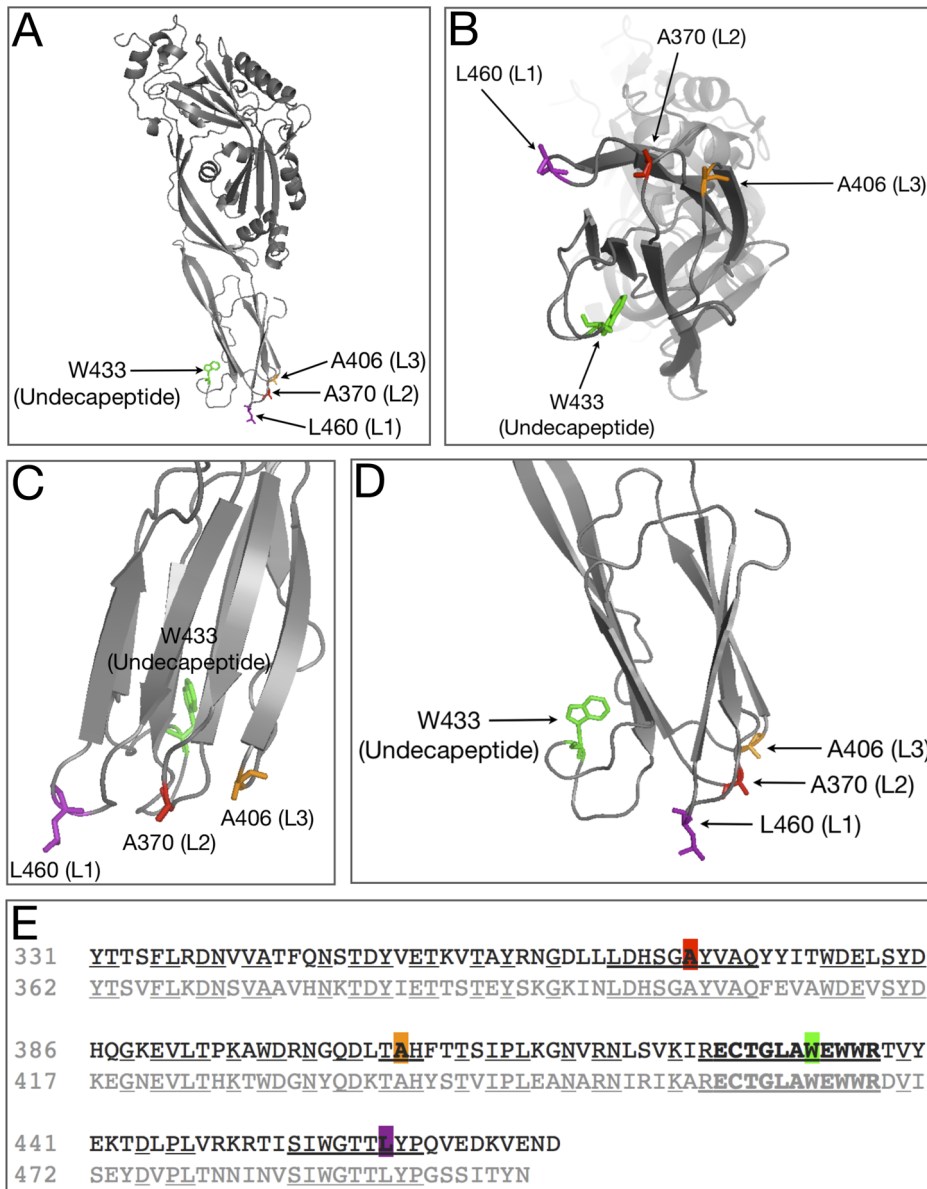 A
W433
(Undecapeptide)
A406 (L3)
A370 (L2)
L460 (L1)
B
A370 (L2)
L460 (L1)
A406 (L3)
W433
(Undecapeptide)
C
W433
(Undecapeptide)
A406 (L3)
A370 (L2)
L460 (L1)
D
W433
(Undecapeptide)
A406 (L3)
A370 (L2)
L460 (L1)
E
331 YTTSFLRDNVVATFQNSTDYVETKVTAYRNGDLLLDHSGAYVAQYYITWDELSYD
362 YTSVFLKDNSVAAVHNKTDYIETTSTEYSKGKINLDHSGAYVAQFEVAWDEVSYD
386 HQGKEVLTPKAWDRNGQDLTAHFTTSIPLKGNVRNLSVKIRECTGLAWEWWRTVY
417 KEGNEVLTHKTWDGNYQDKTAHYSTVIPLEANARNIRIKARECTGLAWEWWRDVI
441 EKTDLPLVRKRTISIWGTTLYPQVEDKVEND
472 SEYDVPLTNNINVSIWGTTLYPGSSITYN